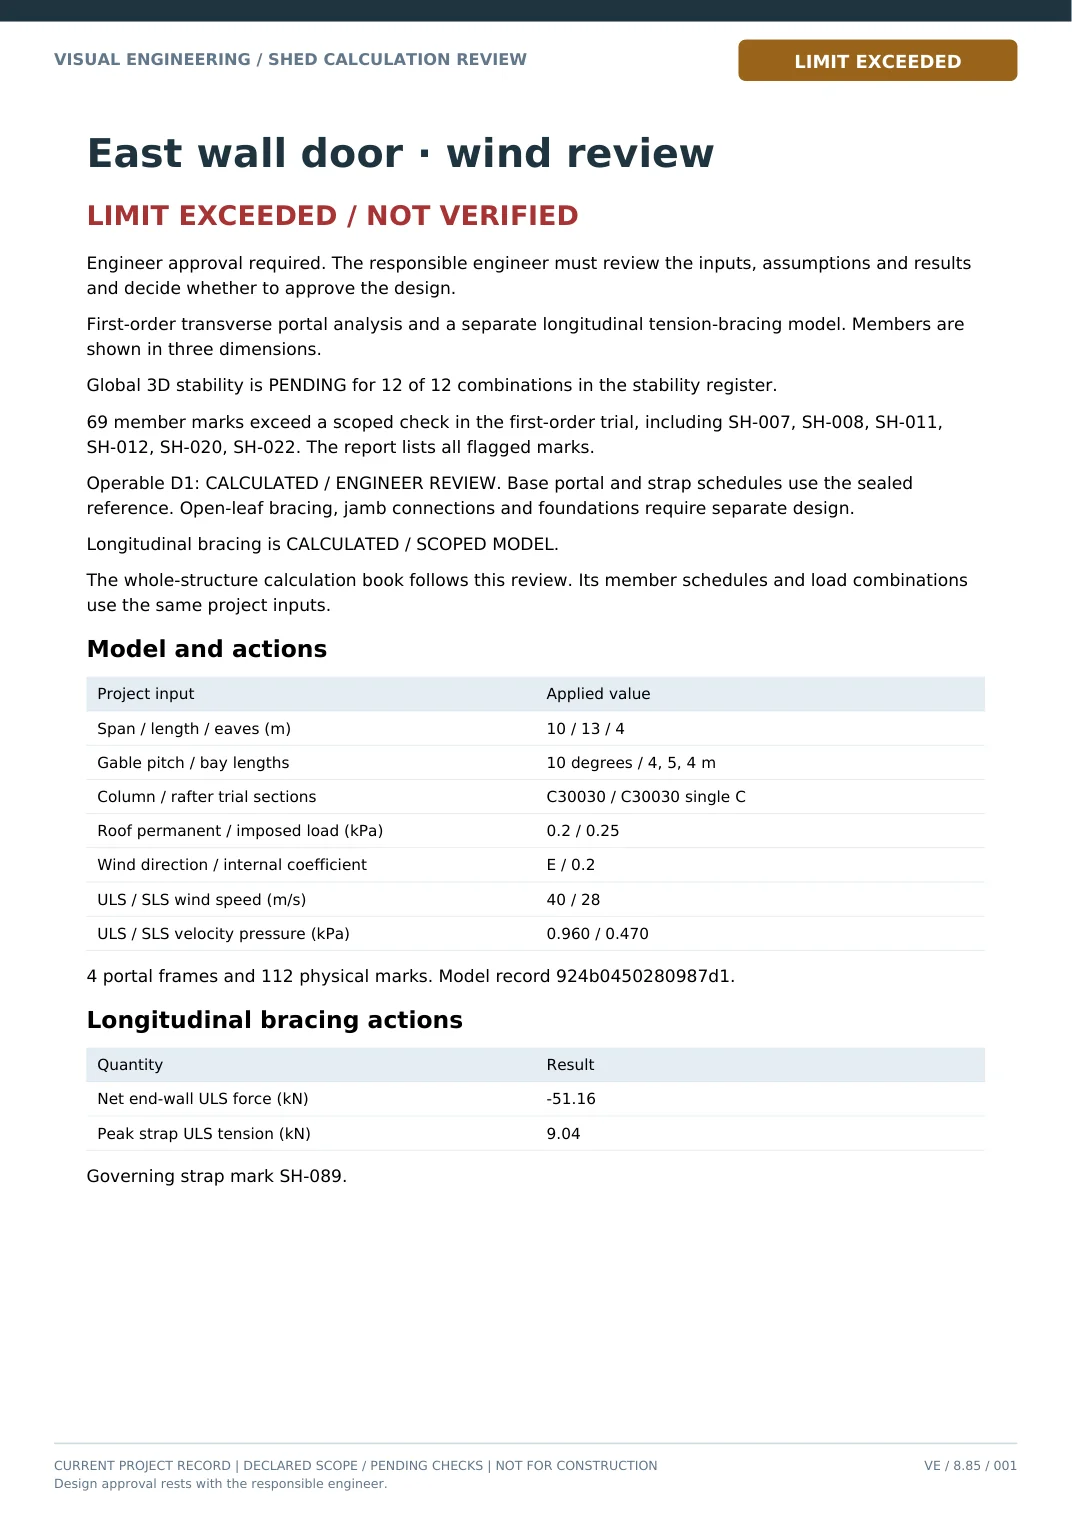 VISUAL ENGINEERING / SHED CALCULATION REVIEW
LIMIT EXCEEDED
East wall door · wind review
LIMIT EXCEEDED / NOT VERIFIED
Engineer approval required. The responsible engineer must review the inputs, assumptions and results
and decide whether to approve the design.
First-order transverse portal analysis and a separate longitudinal tension-bracing model. Members are
shown in three dimensions.
Global 3D stability is PENDING for 12 of 12 combinations in the stability register.
69 member marks exceed a scoped check in the first-order trial, including SH-007, SH-008, SH-011,
SH-012, SH-020, SH-022. The report lists all flagged marks.
Operable D1: CALCULATED / ENGINEER REVIEW. Base portal and strap schedules use the sealed
reference. Open-leaf bracing, jamb connections and foundations require separate design.
Longitudinal bracing is CALCULATED / SCOPED MODEL.
The whole-structure calculation book follows this review. Its member schedules and load combinations
use the same project inputs.
Model and actions
Project input Applied value
Span / length / eaves (m) 10 / 13 / 4
Gable pitch / bay lengths 10 degrees / 4, 5, 4 m
Column / rafter trial sections C30030 / C30030 single C
Roof permanent / imposed load (kPa) 0.2 / 0.25
Wind direction / internal coefficient E / 0.2
ULS / SLS wind speed (m/s) 40 / 28
ULS / SLS velocity pressure (kPa) 0.960 / 0.470
4 portal frames and 112 physical marks. Model record 924b0450280987d1.
Longitudinal bracing actions
Quantity Result
Net end-wall ULS force (kN) -51.16
Peak strap ULS tension (kN) 9.04
Governing strap mark SH-089.
CURRENT PROJECT RECORD | DECLARED SCOPE / PENDING CHECKS | NOT FOR CONSTRUCTION
VE / 8.85 / 001
Design approval rests with the responsible engineer.